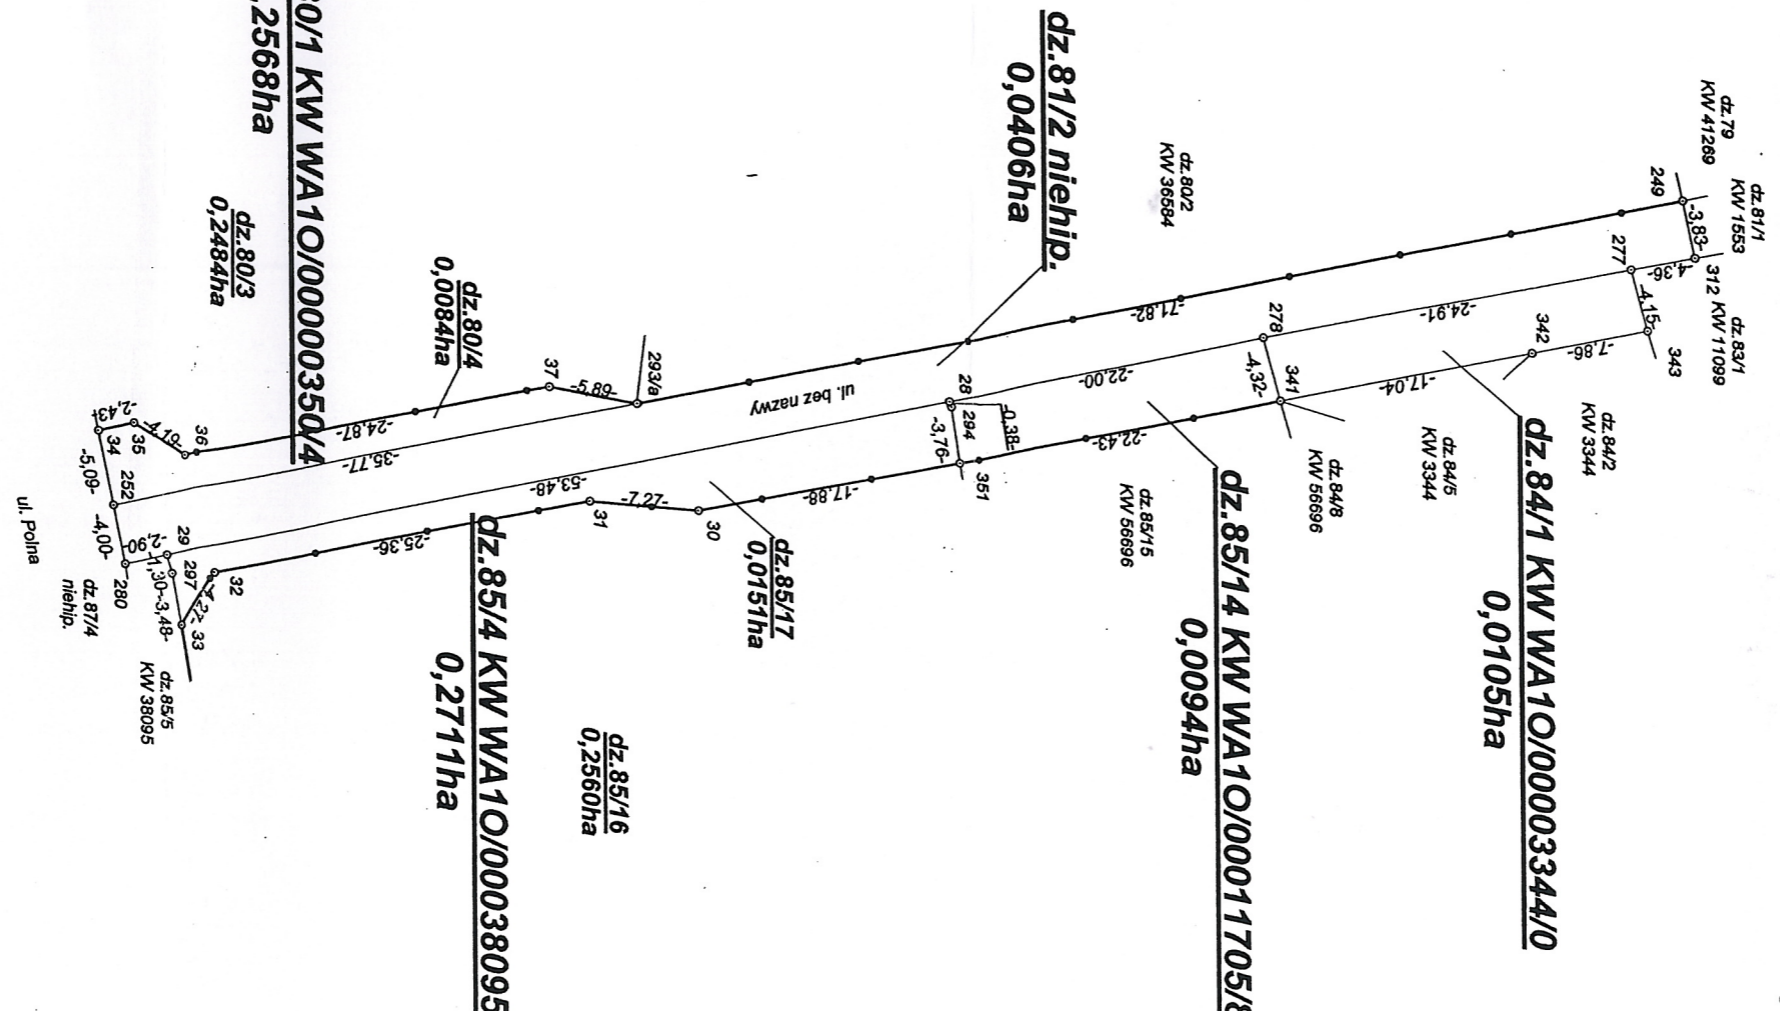 dz.79
KW 41269
dz.81/1
KW 1553
dz.83/1
KW 11099
249
-3,83-
312
277
-4,36-
-4,15-
343
342
-7,86-
dz.84/2
KW 3344
dz.84/1 KW WA1O/00003344/0
0,0105ha
dz.84/5
KW 3344
-24,91-
-17,04-
278
341
-4,32-
dz.84/8
KW 56696
dz.80/2
KW 36584
-71,82-
dz.81/2 niehip.
0,0406ha
-22,00-
-22,43-
dz.85/15
KW 56696
dz.85/14 KW WA1O/00011705/8
0,0094ha
28
294
-0,38-
-3,76-
351
ul. bez nazwy
-17,88-
dz.85/17
0,0151ha
30
-7,27-
31
293/a
-5,89-
37
-53,48-
dz.85/16
0,2560ha
dz.85/4 KW WA1O/00038095
0,2711ha
dz.80/4
0,0084ha
-24,87-
-35,77-
-25,36-
0/1 KW WA1O/00000350/4
,2568ha
dz.80/3
0,2484ha
36
-4,19-
35
-2,43-
34
-5,09-
252
-4,00-
-2,90-
280
29
-1,30-
297
-3,48-
32
33
dz.85/5
KW 38095
dz.87/4
niehip.
ul. Polna